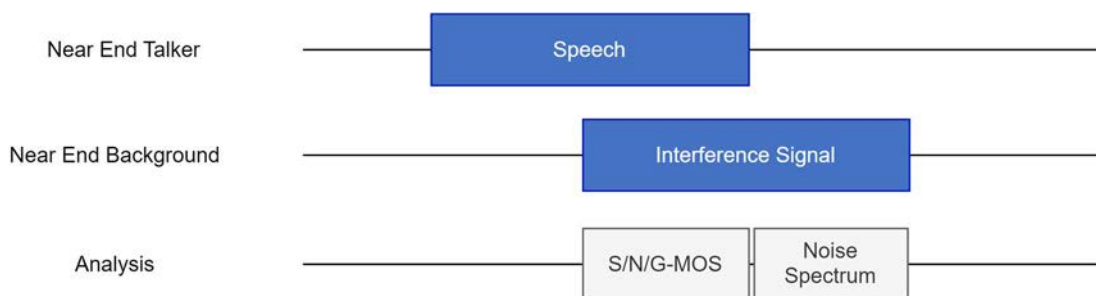 Near End Talker
Speech
Near End Background
Interference Signal
Analysis
S/N/G-MOS
Noise
Spectrum